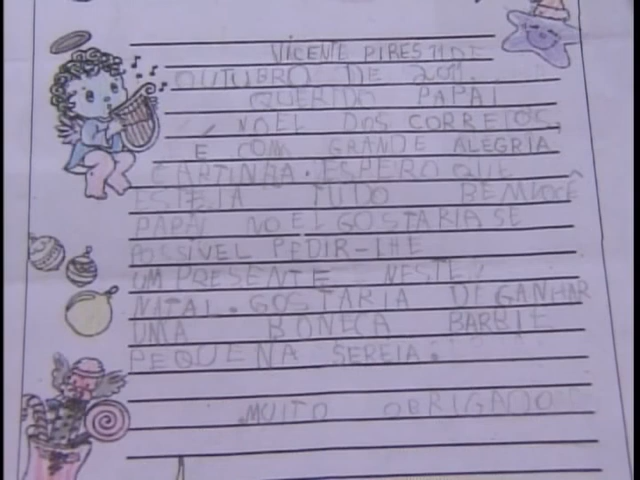 VICENTE PIRES 11 DE
OUTUBRO DE 2011.
QUERIDO PAPAI
NOEL DOS CORREIOS,
É COM GRANDE ALEGRIA
CARTINHA. ESPERO QUE
ESTEJA TUDO BEM VOCÊ
PAPAI NOEL GOSTARIA SE
POSSÍVEL PEDIR-LHE
UM PRESENTE NESTE
NATAL. GOSTARIA DE GANHAR
UMA BONECA BARBIE
PEQUENA SEREIA.
MUITO OBRIGADO